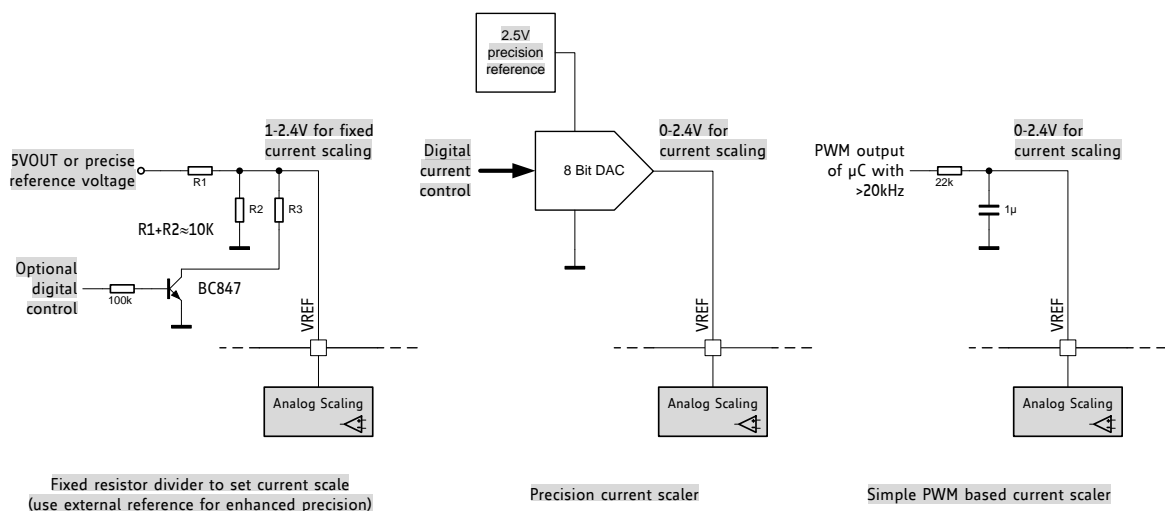 2.5V
precision
reference
1-2.4V for fixed
current scaling
5VOUT or precise
reference voltage
R1
R2
R3
R1+R2≈10K
Optional
digital
control
100k
BC847
VREF
Analog Scaling
Fixed resistor divider to set current scale
(use external reference for enhanced precision)
Digital
current
control
8 Bit DAC
0-2.4V for
current scaling
VREF
Analog Scaling
Precision current scaler
PWM output
of µC with
>20kHz
22k
1µ
0-2.4V for
current scaling
VREF
Analog Scaling
Simple PWM based current scaler